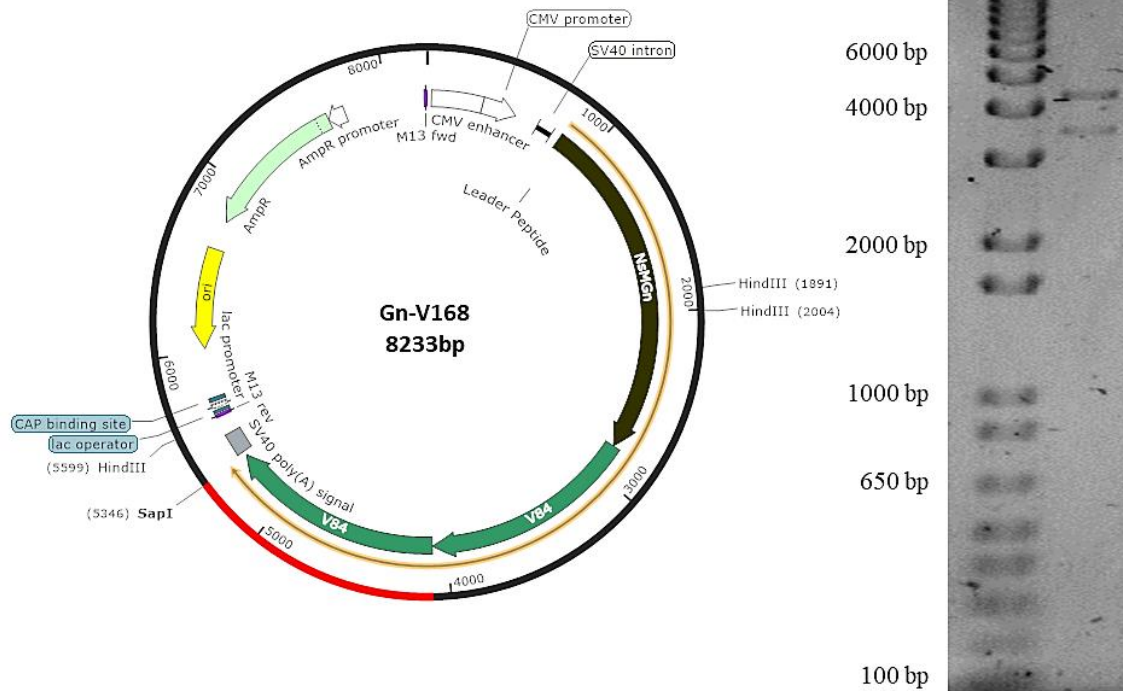 CMV promoter
SV40 intron
8000
1000
AmpR promoter
M13 fwd
CMV enhancer
7000
AmpR
Leader Peptide
NsMGn
2000
HindIII (1891)
HindIII (2004)
ori
Gn-V168
8233bp
lac promoter
6000
M13 rev
CAP binding site
lac operator
(5599) HindIII
SV40 poly(A) signal
(5346) SapI
V84
V84
3000
5000
4000
6000 bp
4000 bp
2000 bp
1000 bp
650 bp
100 bp